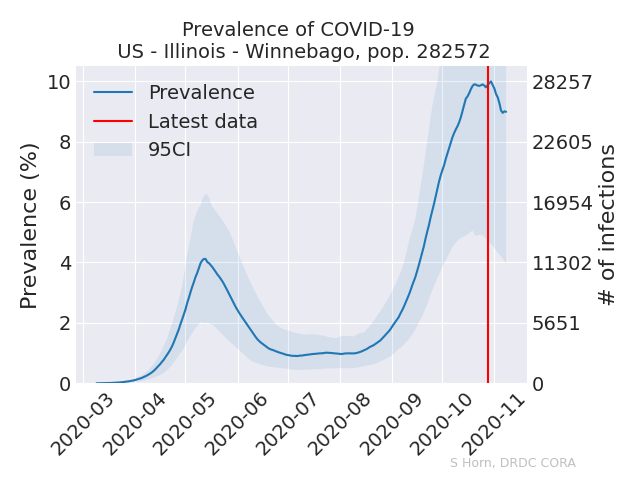 Prevalence of COVID-19
US - Illinois - Winnebago, pop. 282572
Prevalence (%)
10
8
6
4
2
0
Prevalence
Latest data
95CI
28257
22605
16954
11302
5651
0
# of infections
2020-03
2020-04
2020-05
2020-06
2020-07
2020-08
2020-09
2020-10
2020-11
S Horn, DRDC CORA